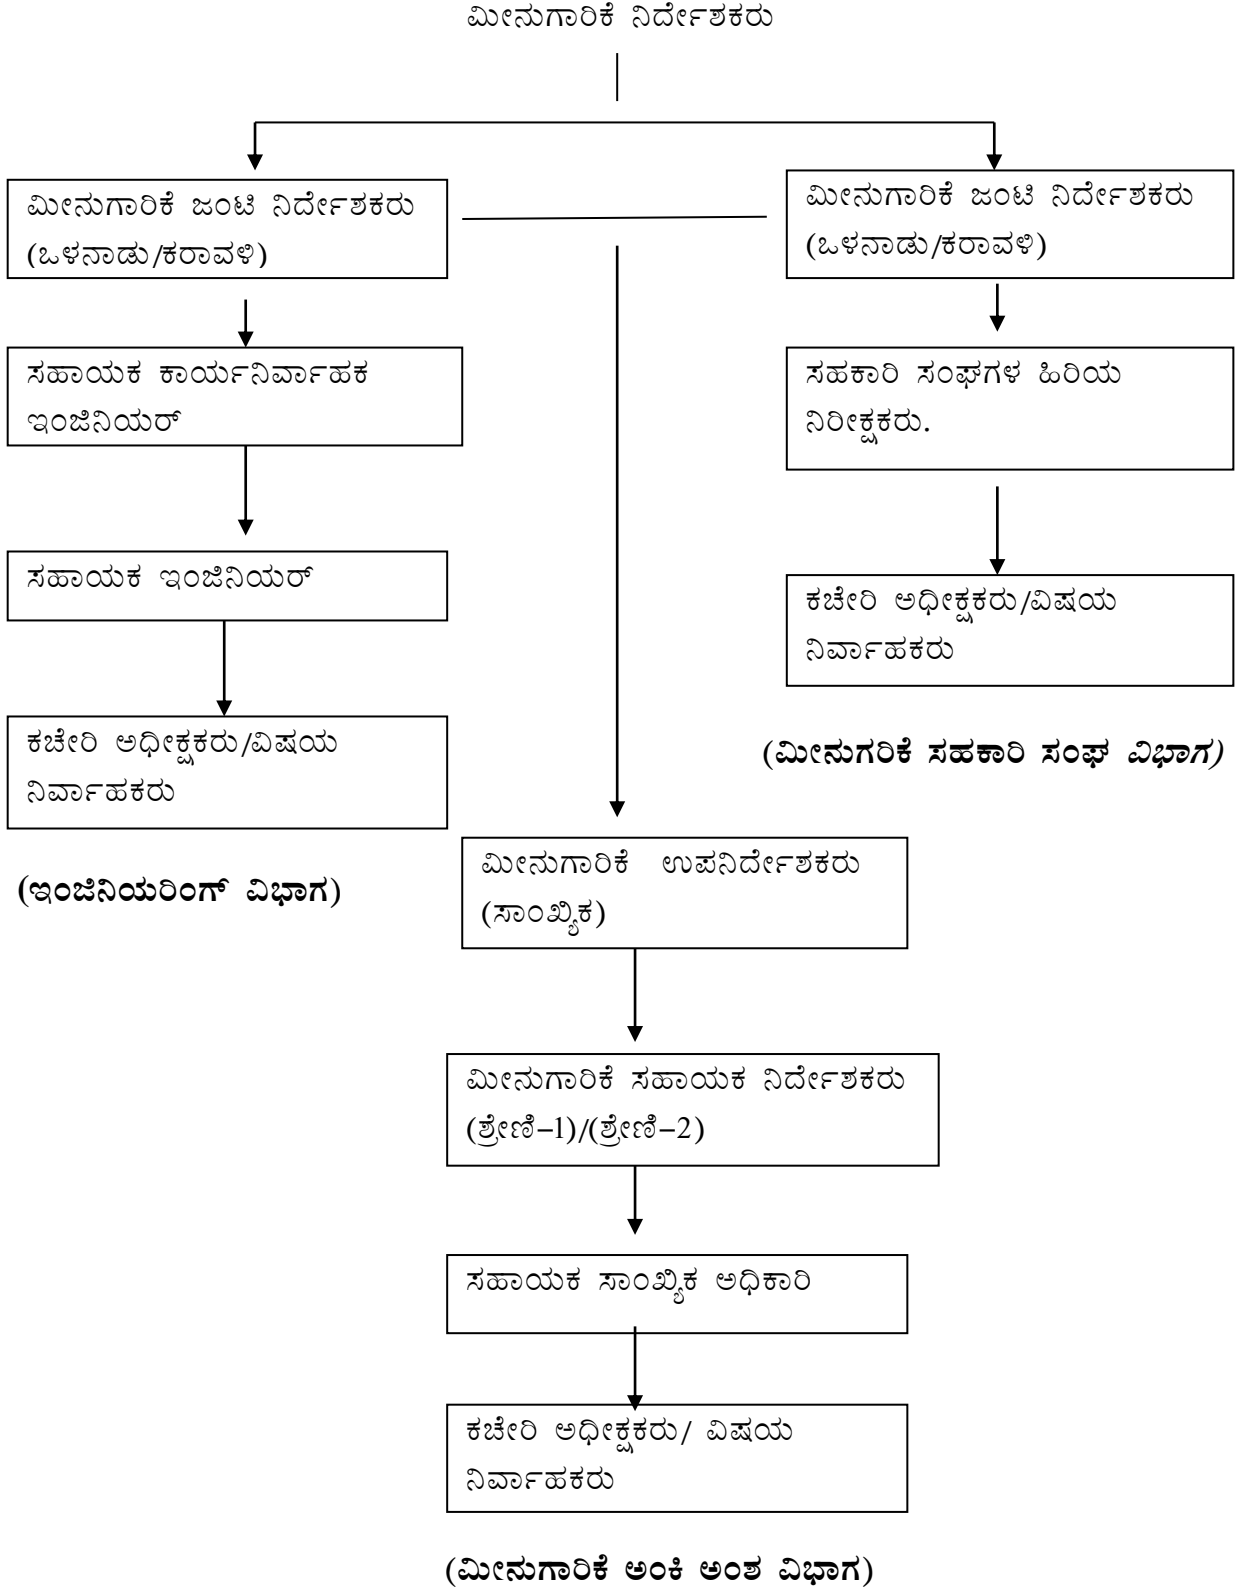 ಮೀನುಗಾರಿಕೆ ನಿರ್ದೇಶಕರು
ಮೀನುಗಾರಿಕೆ ಜಂಟಿ ನಿರ್ದೇಶಕರು
(ಒಳನಾಡು/ಕರಾವಳಿ)
ಸಹಾಯಕ ಕಾರ್ಯನಿರ್ವಾಹಕ
ಇಂಜಿನಿಯರ್
ಸಹಾಯಕ ಇಂಜಿನಿಯರ್
ಕಚೇರಿ ಅಧೀಕ್ಷಕರು/ವಿಷಯ
ನಿರ್ವಾಹಕರು
(ಇಂಜಿನಿಯರಿಂಗ್ ವಿಭಾಗ)
ಮೀನುಗಾರಿಕೆ ಜಂಟಿ ನಿರ್ದೇಶಕರು
(ಒಳನಾಡು/ಕರಾವಳಿ)
ಸಹಕಾರಿ ಸಂಘಗಳ ಹಿರಿಯ
ನಿರೀಕ್ಷಕರು.
ಕಚೇರಿ ಅಧೀಕ್ಷಕರು/ವಿಷಯ
ನಿರ್ವಾಹಕರು
(ಮೀನುಗರಿಕೆ ಸಹಕಾರಿ ಸಂಘ ವಿಭಾಗ)
ಮೀನುಗಾರಿಕೆ ಉಪನಿರ್ದೇಶಕರು
(ಸಾಂಖ್ಯಿಕ)
ಮೀನುಗಾರಿಕೆ ಸಹಾಯಕ ನಿರ್ದೇಶಕರು
(ಶ್ರೇಣಿ–1)/(ಶ್ರೇಣಿ–2)
ಸಹಾಯಕ ಸಾಂಖ್ಯಿಕ ಅಧಿಕಾರಿ
ಕಚೇರಿ ಅಧೀಕ್ಷಕರು/ ವಿಷಯ
ನಿರ್ವಾಹಕರು
(ಮೀನುಗಾರಿಕೆ ಅಂಕಿ ಅಂಶ ವಿಭಾಗ)